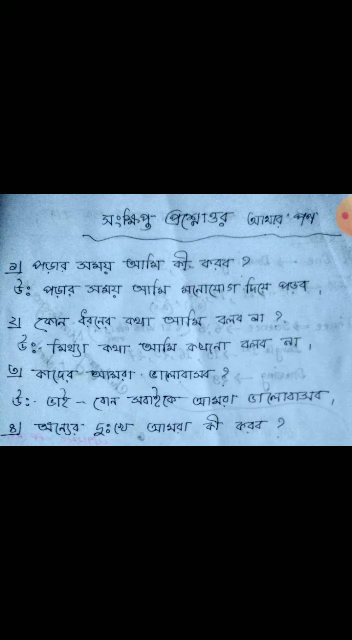 সংক্ষিপ্ত প্রশ্নোত্তর আমার পণ
১| পড়ার সময় আমি কী করব ?
উঃ পড়ার সময় আমি মনোযোগ দিয়ে পড়ব ,
২| কোন ধরনের কথা আমি বলব না ?
উঃ- মিথ্যা কথা আমি কখনো বলব না ,
৩| কাদের আমরা ভালোবাসব ?
উঃ- ভাই - বোন সবাইকে আমরা ভালোবাসব ,
৪| অন্যের দুঃখে আমরা কী করব ?